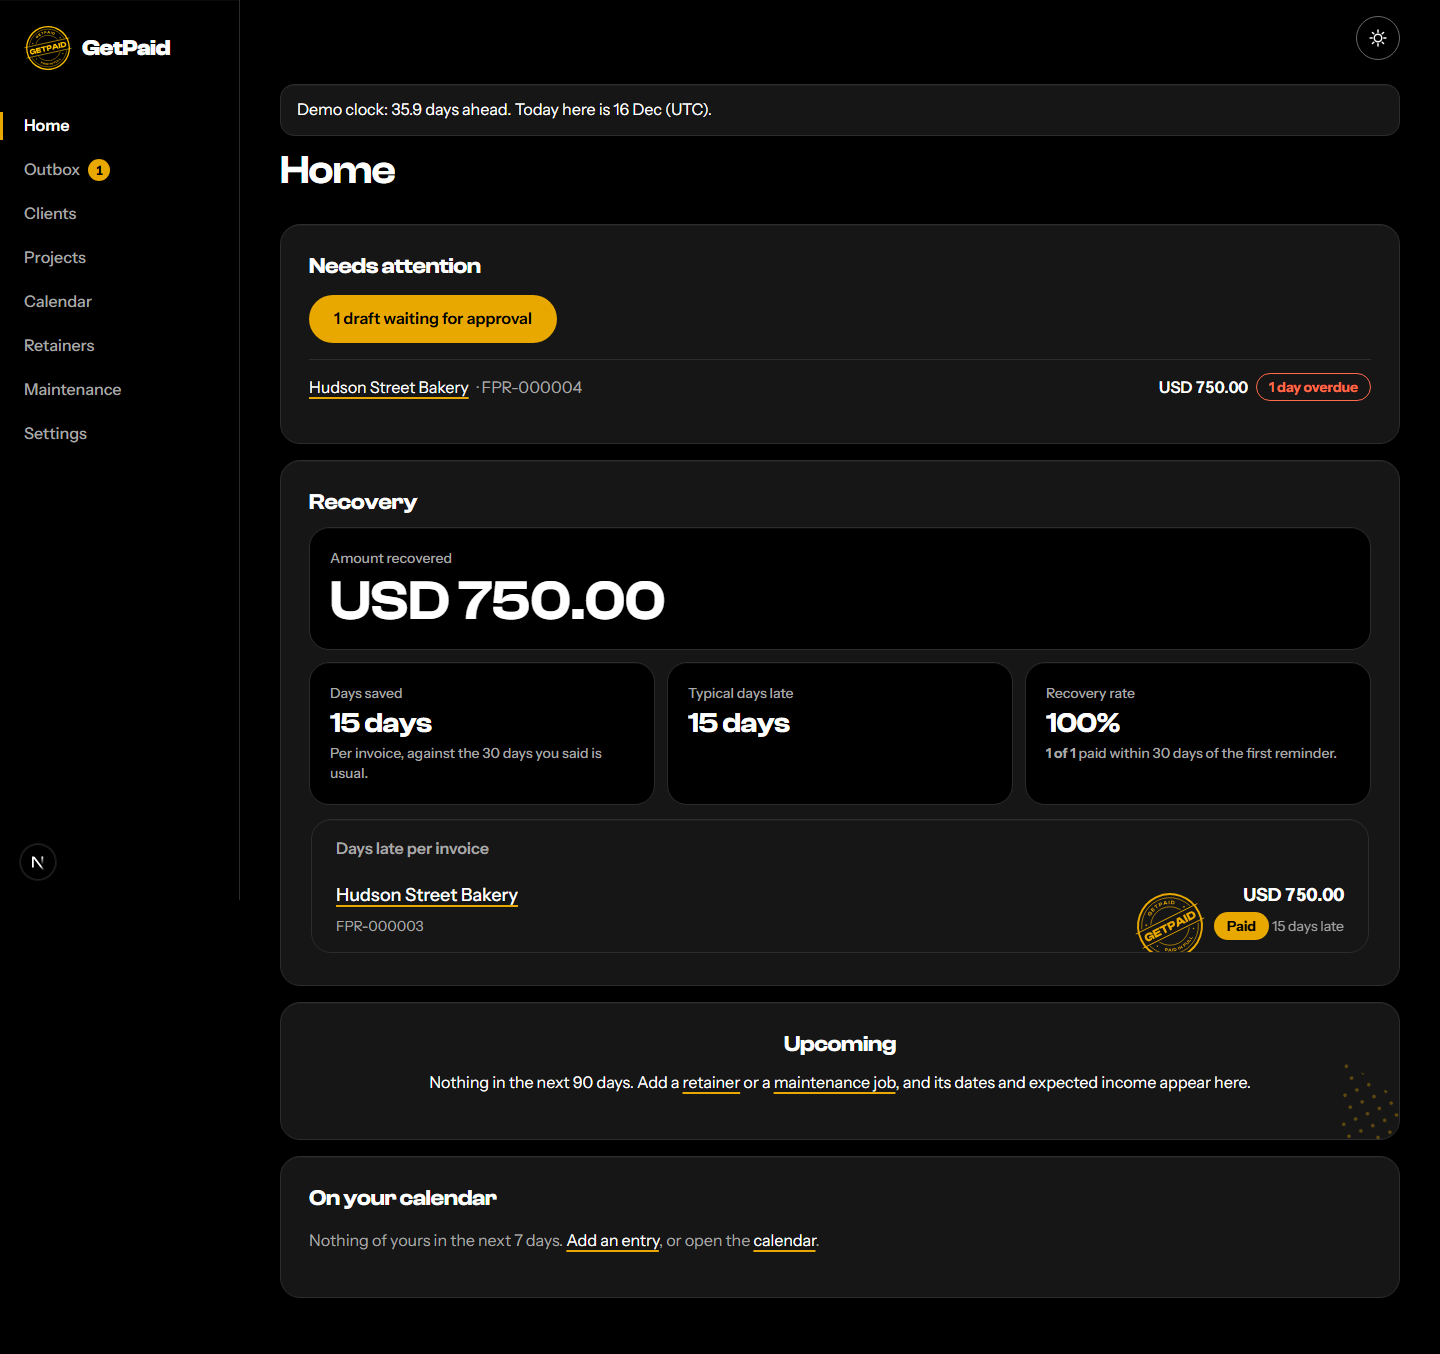 GETPAID
GETPAID
GetPaid
Demo clock: 35.9 days ahead. Today here is 16 Dec (UTC).
Home
Outbox 1
Clients
Projects
Calendar
Retainers
Maintenance
Settings
N
Home
Needs attention
1 draft waiting for approval
Hudson Street Bakery · FPR-000004 USD 750.00 1 day overdue
Recovery
Amount recovered
USD 750.00
Days saved
15 days
Per invoice, against the 30 days you said is
usual.
Typical days late
15 days
Recovery rate
100%
1 of 1 paid within 30 days of the first reminder.
Days late per invoice
Hudson Street Bakery USD 750.00
FPR-000003 Paid 15 days late
GETPAID
GETPAID
PAID IN FULL
Upcoming
Nothing in the next 90 days. Add a retainer or a maintenance job, and its dates and expected income appear here.
On your calendar
Nothing of yours in the next 7 days. Add an entry, or open the calendar.